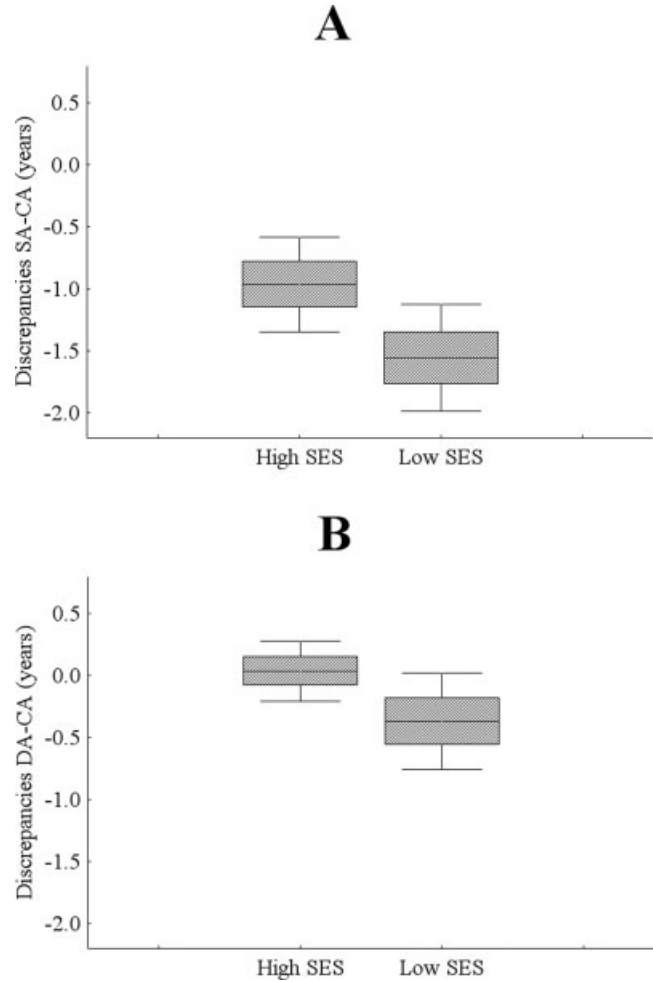 A
Discrepancies SA-CA (years)
0.5
0.0
-0.5
-1.0
-1.5
-2.0
High SES Low SES
B
Discrepancies DA-CA (years)
0.5
0.0
-0.5
-1.0
-1.5
-2.0
High SES Low SES